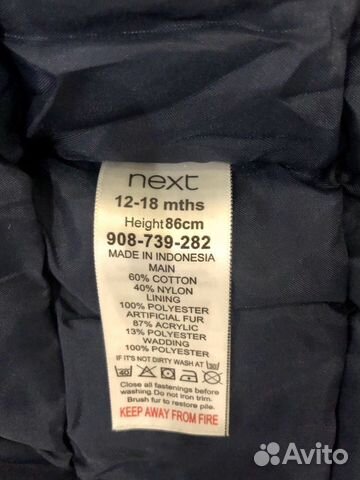 next
12-18 mths
Height 86cm
908-739-282
MADE IN INDONESIA
MAIN
60% COTTON
40% NYLON
LINING
100% POLYESTER
ARTIFICIAL FUR
87% ACRYLIC
13% POLYESTER
WADDING
100% POLYESTER
IF IT'S NOT DIRTY WASH AT 30
40
Close all fastenings before
washing.Do not iron trim.
Brush fur to restore pile.
KEEP AWAY FROM FIRE
Avito